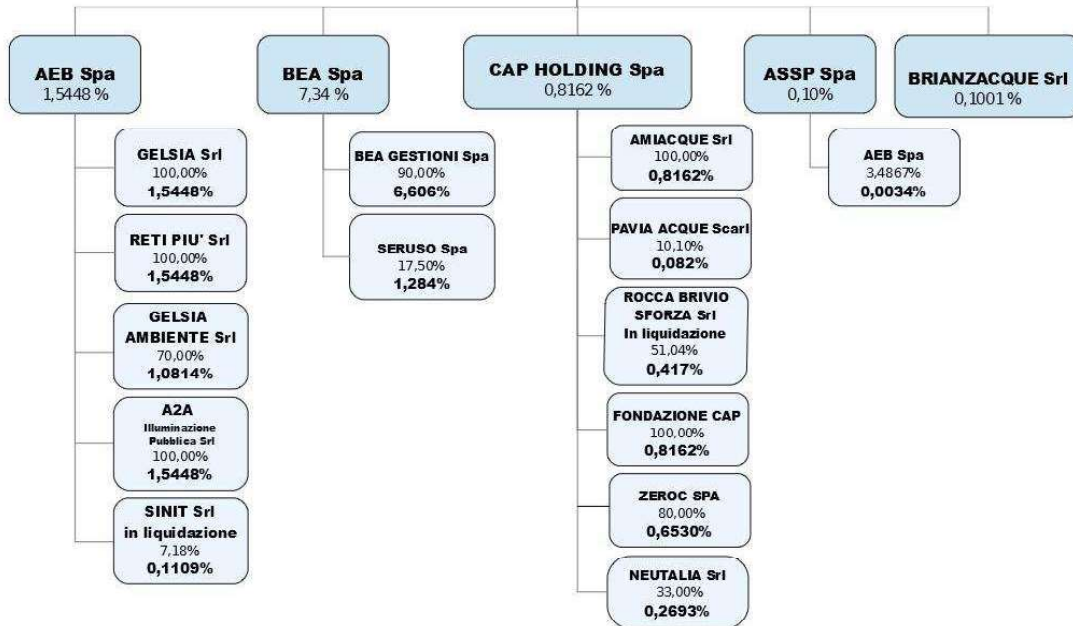 AEB Spa
1,5448 %
BEA Spa
7,34 %
CAP HOLDING Spa
0,8162 %
ASSP Spa
0,10%
BRIANZACQUE Srl
0,1001 %
GELSIA Srl
100,00%
1,5448%
RETI PIU' Srl
100,00%
1,5448%
GELSIA
AMBIENTE Srl
70,00%
1,0814%
A2A
Illuminazione
Pubblica Srl
100,00%
1,5448%
SINIT Srl
in liquidazione
7,18%
0,1109%
BEA GESTIONI Spa
90,00%
6,606%
SERUSO Spa
17,50%
1,284%
AMIACQUE Srl
100,00%
0,8162%
PAVIA ACQUE Scarl
10,10%
0,082%
ROCCA BRIVIO
SFORZA Srl
In liquidazione
51,04%
0,417%
FONDAZIONE CAP
100,00%
0,8162%
ZEROC SPA
80,00%
0,6530%
NEUTALIA Srl
33,00%
0,2693%
AEB Spa
3,4867%
0,0034%